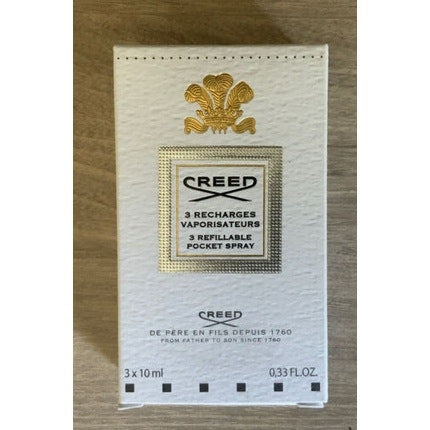 CREED
3 RECHARGES
VAPORISATEURS
3 REFILLABLE
POCKET SPRAY
CREED
DE PÈRE EN FILS DEPUIS 1760
FROM FATHER TO SON SINCE 1760
3 x 10 ml 0,33 FL.OZ.